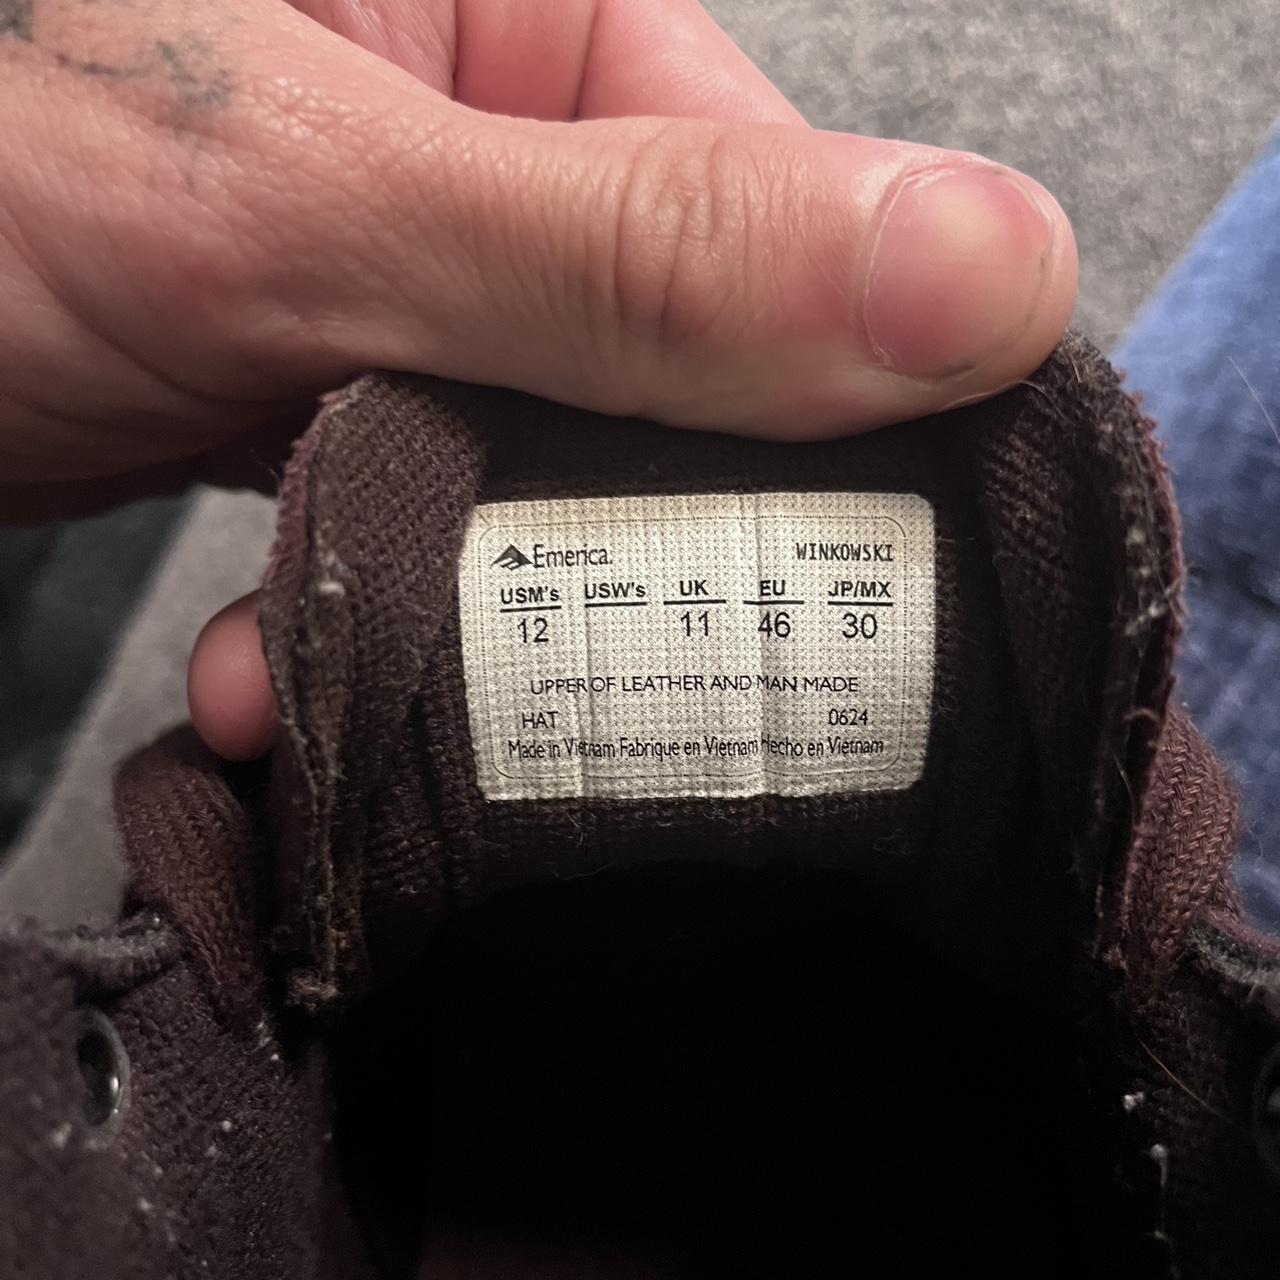 Emerica. WINKOWSKI
USM's USW's UK EU JP/MX
12 11 46 30
UPPER OF LEATHER AND MAN MADE
HAT 0624
Made in Vietnam Fabrique en Vietnam Hecho en Vietnam